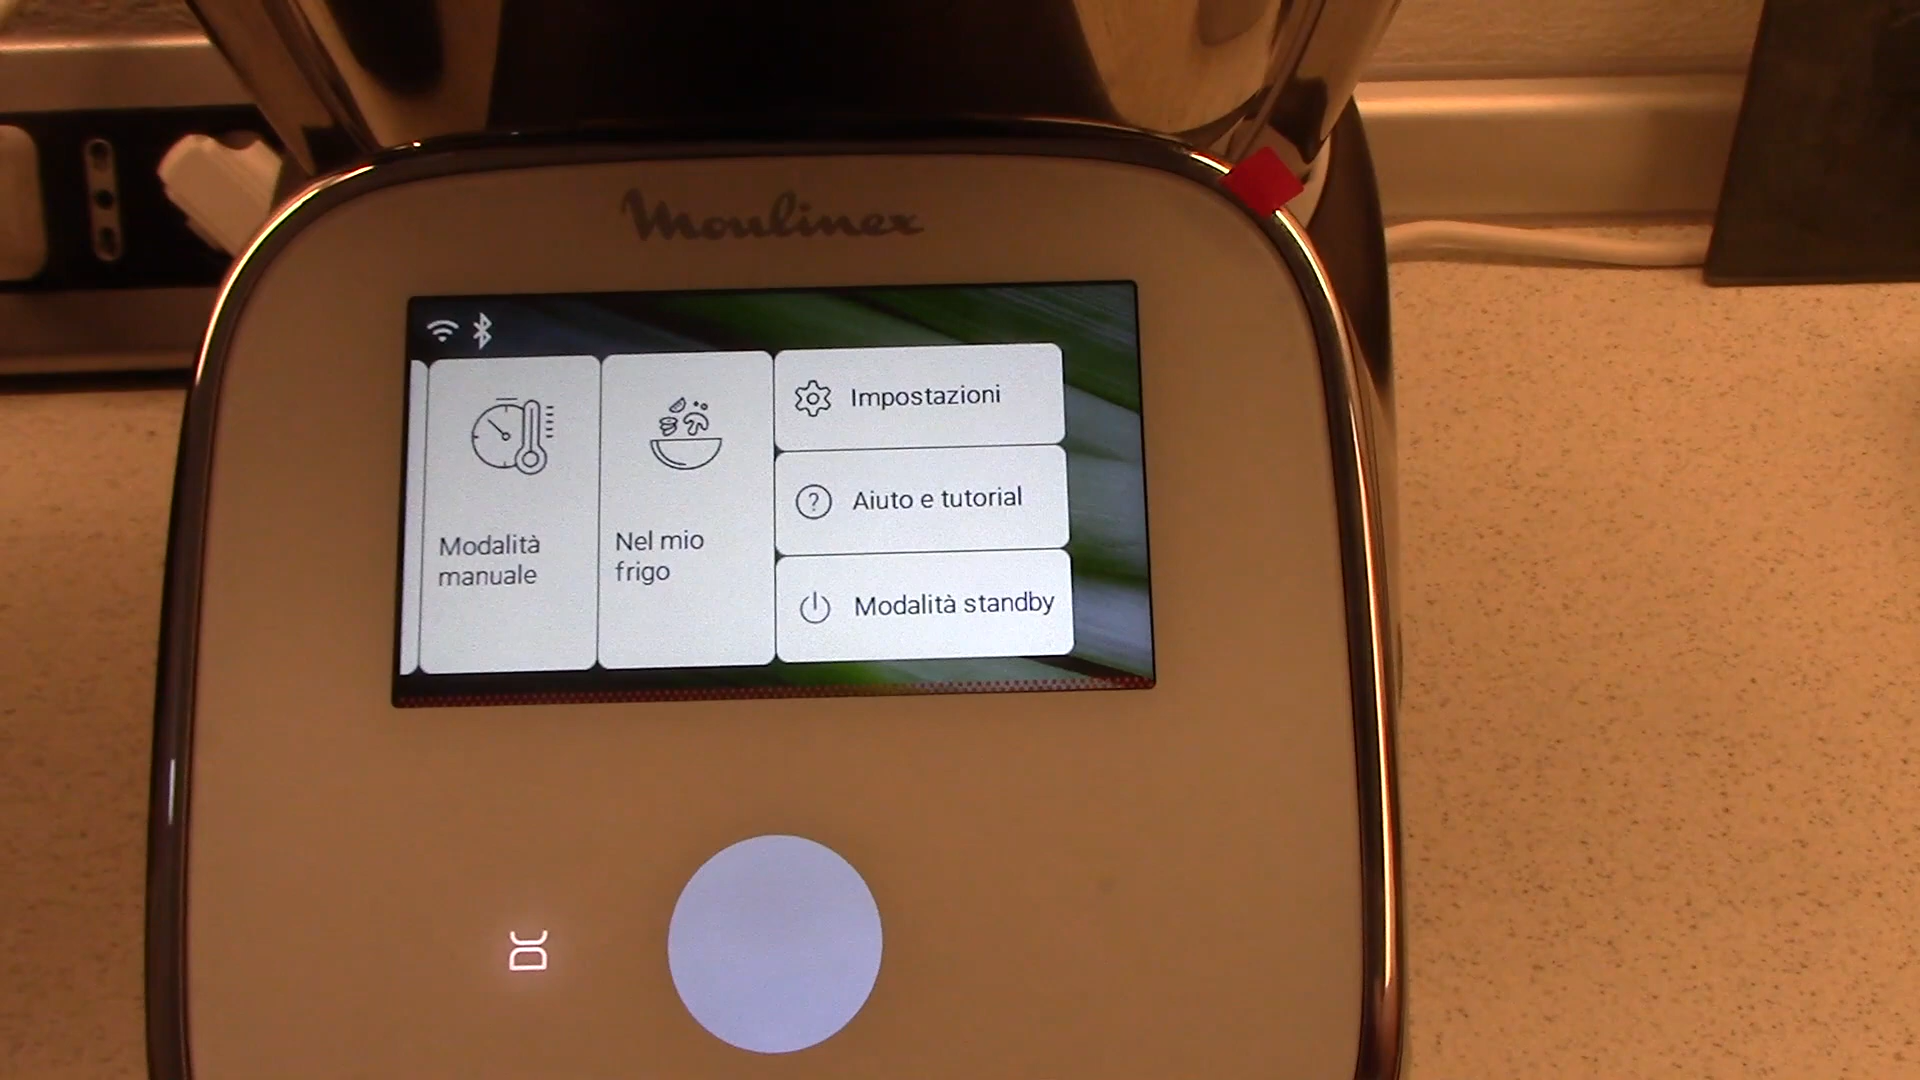 Moulinex
Modalità
manuale
Nel mio
frigo
Impostazioni
Aiuto e tutorial
Modalità standby